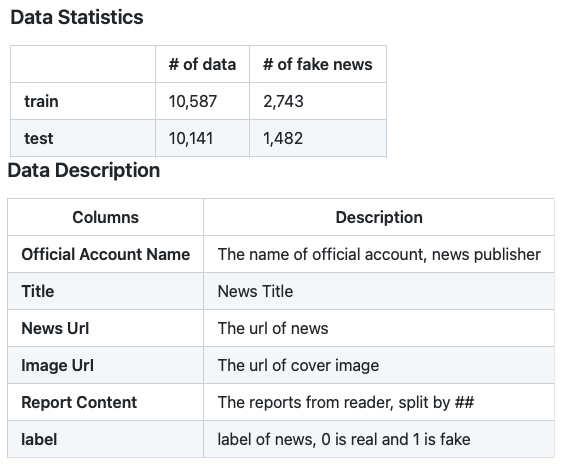 Data Statistics
# of data # of fake news
train 10,587 2,743
test 10,141 1,482
Data Description
Columns Description
Official Account Name The name of official account, news publisher
Title News Title
News Url The url of news
Image Url The url of cover image
Report Content The reports from reader, split by ##
label label of news, 0 is real and 1 is fake